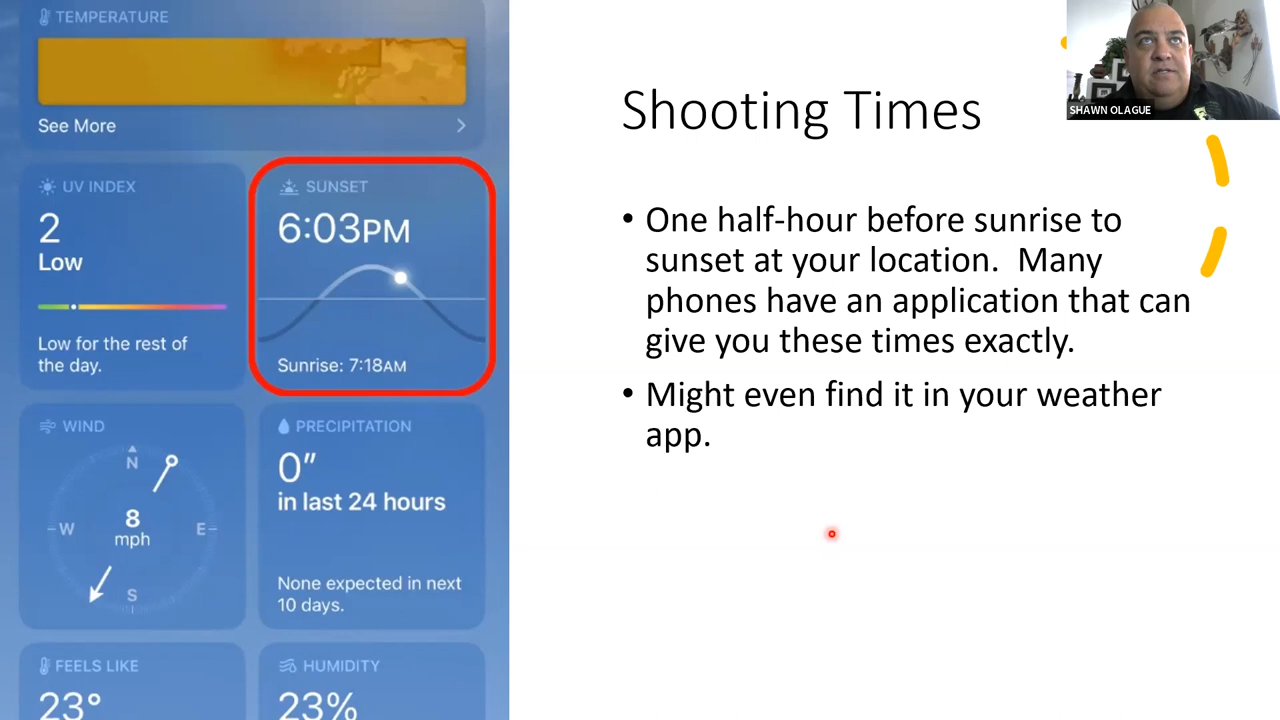 TEMPERATURE
See More
UV INDEX
2
Low
Low for the rest of
the day.
SUNSET
6:03PM
Sunrise: 7:18AM
WIND
N
W
8
mph
E
S
PRECIPITATION
0”
in last 24 hours
None expected in next
10 days.
FEELS LIKE
23°
HUMIDITY
23%
Shooting Times
• One half-hour before sunrise to
sunset at your location.  Many
phones have an application that can
give you these times exactly.
• Might even find it in your weather
app.
SHAWN OLAGUE